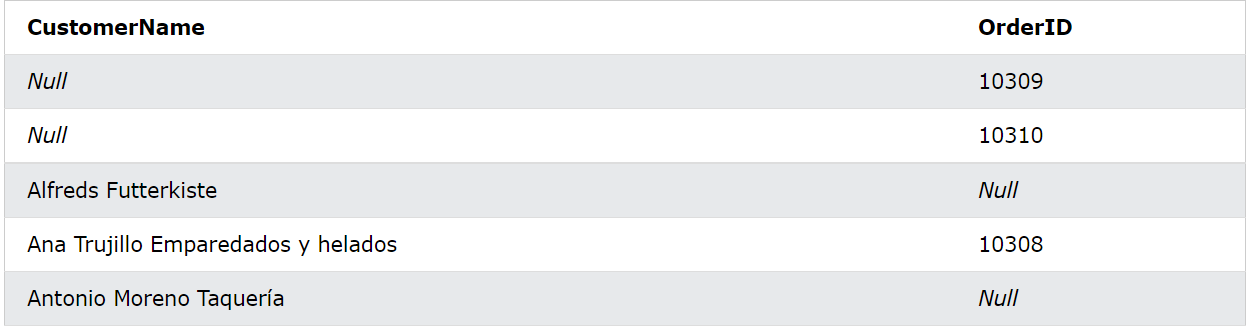 CustomerName OrderID
Null 10309
Null 10310
Alfreds Futterkiste Null
Ana Trujillo Emparedados y helados 10308
Antonio Moreno Taquería Null